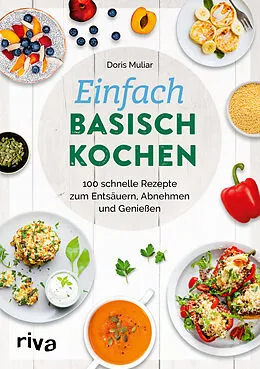 Doris Muliar
Einfach
BASISCH
KOCHEN
100 schnelle Rezepte
zum Entsäuern, Abnehmen
und Genießen
riva